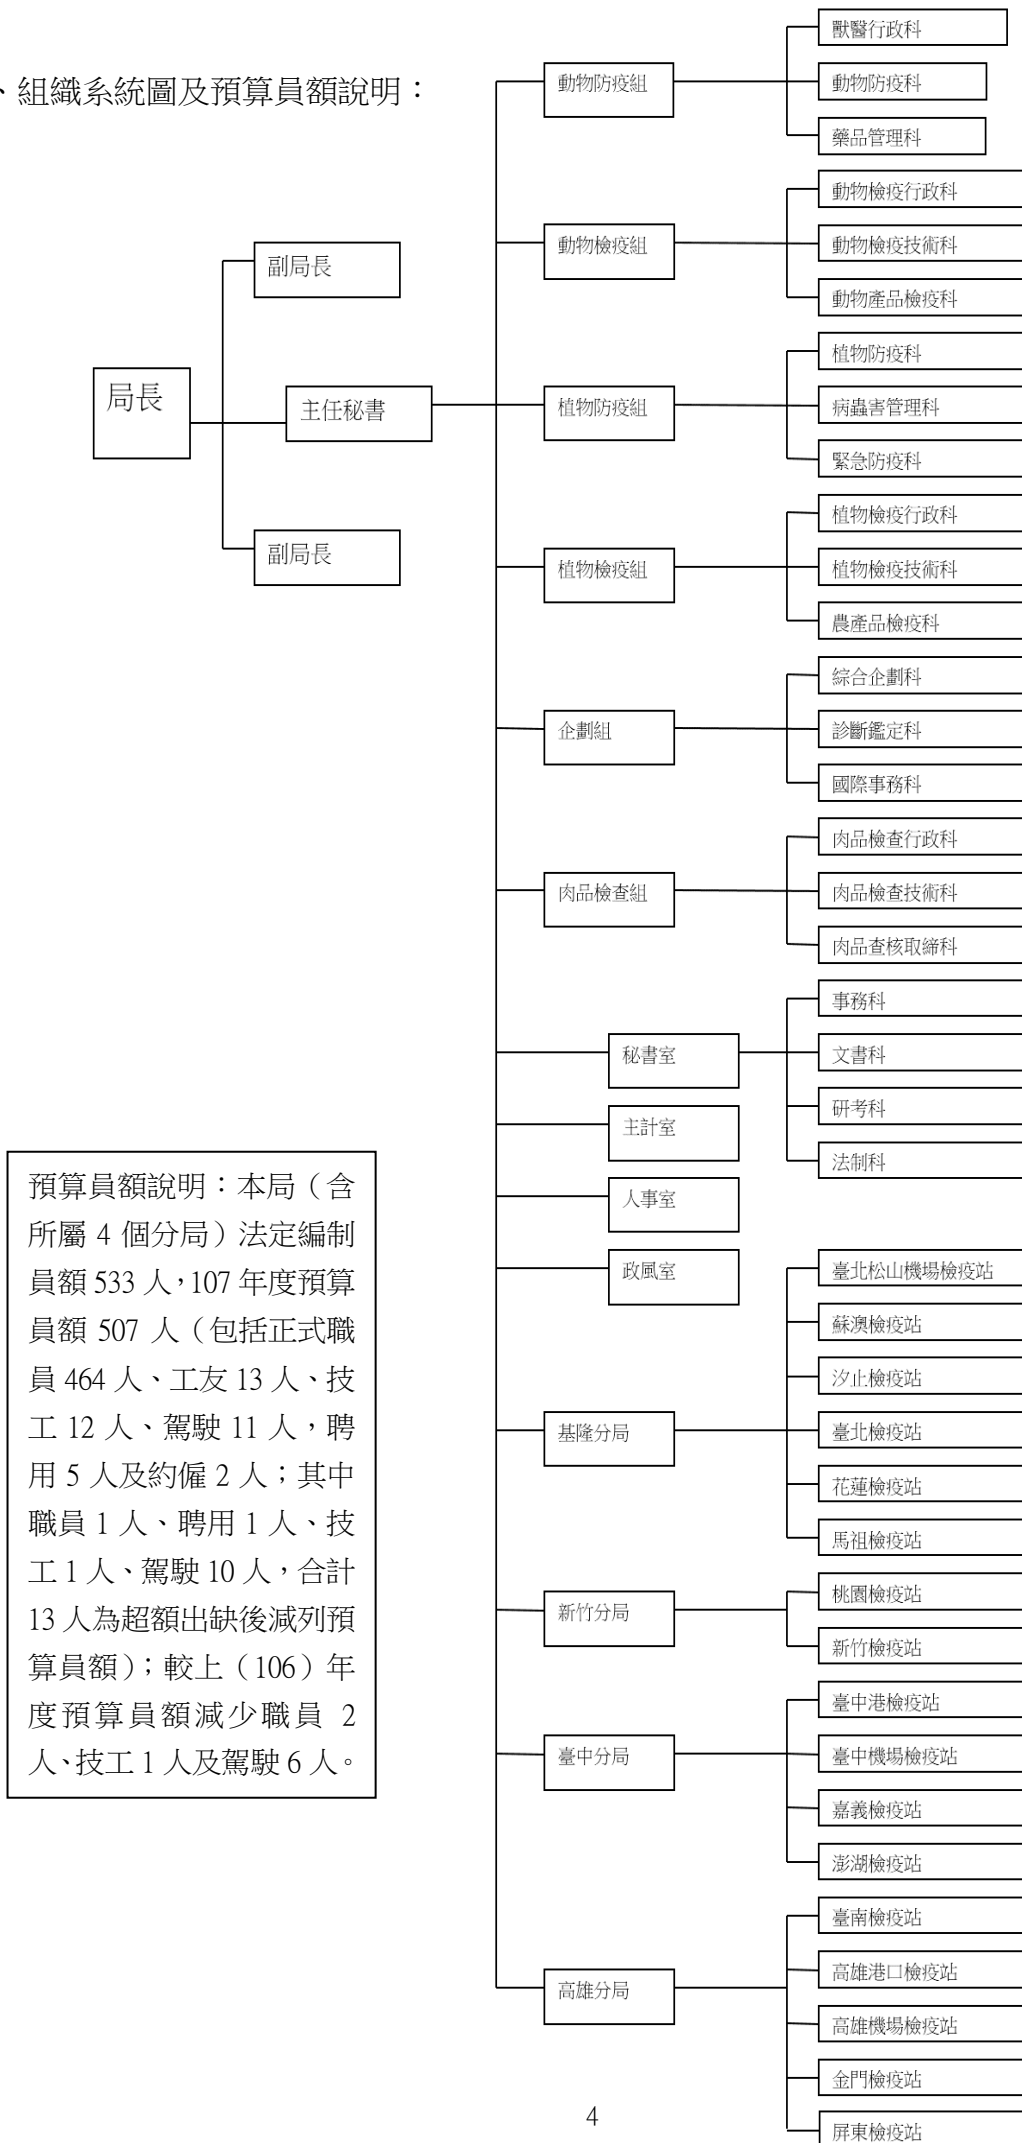 、組織系統圖及預算員額說明：
局長
副局長
主任秘書
副局長
動物防疫組
獸醫行政科
動物防疫科
藥品管理科
動物檢疫組
動物檢疫行政科
動物檢疫技術科
動物產品檢疫科
植物防疫組
植物防疫科
病蟲害管理科
緊急防疫科
植物檢疫組
植物檢疫行政科
植物檢疫技術科
農產品檢疫科
企劃組
綜合企劃科
診斷鑑定科
國際事務科
肉品檢查組
肉品檢查行政科
肉品檢查技術科
肉品查核取締科
秘書室
事務科
文書科
研考科
法制科
主計室
人事室
政風室
基隆分局
臺北松山機場檢疫站
蘇澳檢疫站
汐止檢疫站
臺北檢疫站
花蓮檢疫站
馬祖檢疫站
新竹分局
桃園檢疫站
新竹檢疫站
臺中分局
臺中港檢疫站
臺中機場檢疫站
嘉義檢疫站
澎湖檢疫站
高雄分局
臺南檢疫站
高雄港口檢疫站
高雄機場檢疫站
金門檢疫站
屏東檢疫站
預算員額說明：本局（含
所屬 4 個分局）法定編制
員額 533 人，107 年度預算
員額 507 人（包括正式職
員 464 人、工友 13 人、技
工 12 人、駕駛 11 人，聘
用 5 人及約僱 2 人；其中
職員 1 人、聘用 1 人、技
工 1 人、駕駛 10 人，合計
13 人為超額出缺後減列預
算員額）；較上（106）年
度預算員額減少職員 2
人、技工 1 人及駕駛 6 人。
4